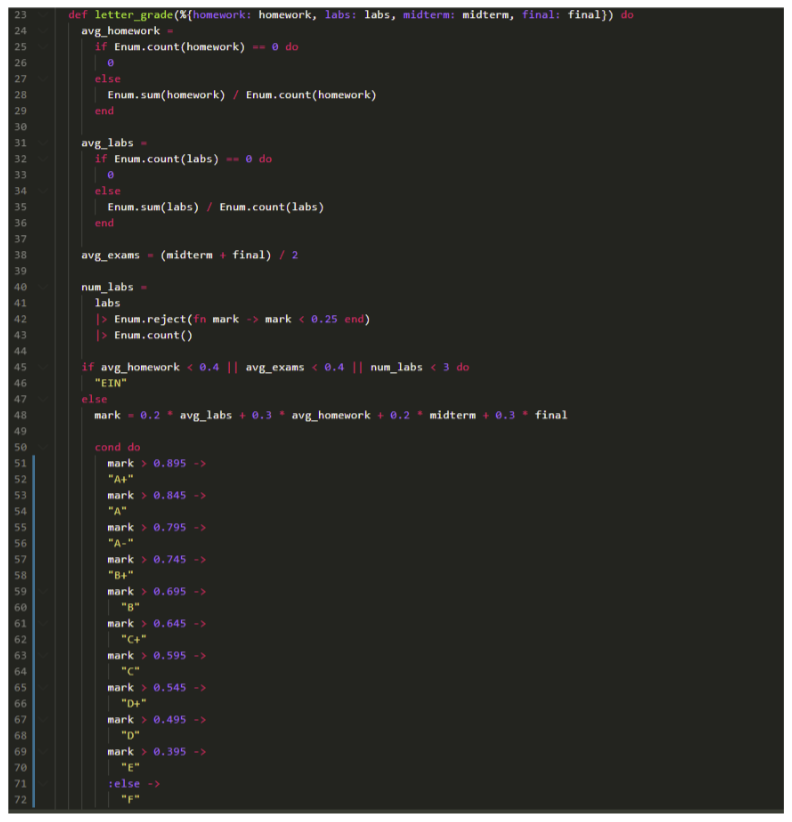 23 def letter_grade(%{homework: homework, labs: labs, midterm: midterm, final: final}) do
24 avg_homework =
25 if Enum.count(homework) == 0 do
26 0
27 else
28 Enum.sum(homework) / Enum.count(homework)
29 end
30
31 avg_labs =
32 if Enum.count(labs) == 0 do
33 0
34 else
35 Enum.sum(labs) / Enum.count(labs)
36 end
37
38 avg_exams = (midterm + final) / 2
39
40 num_labs =
41 labs
42 |> Enum.reject(fn mark -> mark < 0.25 end)
43 |> Enum.count()
44
45 if avg_homework < 0.4 || avg_exams < 0.4 || num_labs < 3 do
46 "EIN"
47 else
48 mark = 0.2 * avg_labs + 0.3 * avg_homework + 0.2 * midterm + 0.3 * final
49
50 cond do
51 mark > 0.895 ->
52 "A+"
53 mark > 0.845 ->
54 "A"
55 mark > 0.795 ->
56 "A-"
57 mark > 0.745 ->
58 "B+"
59 mark > 0.695 ->
60 "B"
61 mark > 0.645 ->
62 "C+"
63 mark > 0.595 ->
64 "C"
65 mark > 0.545 ->
66 "D+"
67 mark > 0.495 ->
68 "D"
69 mark > 0.395 ->
70 "E"
71 :else ->
72 "F"